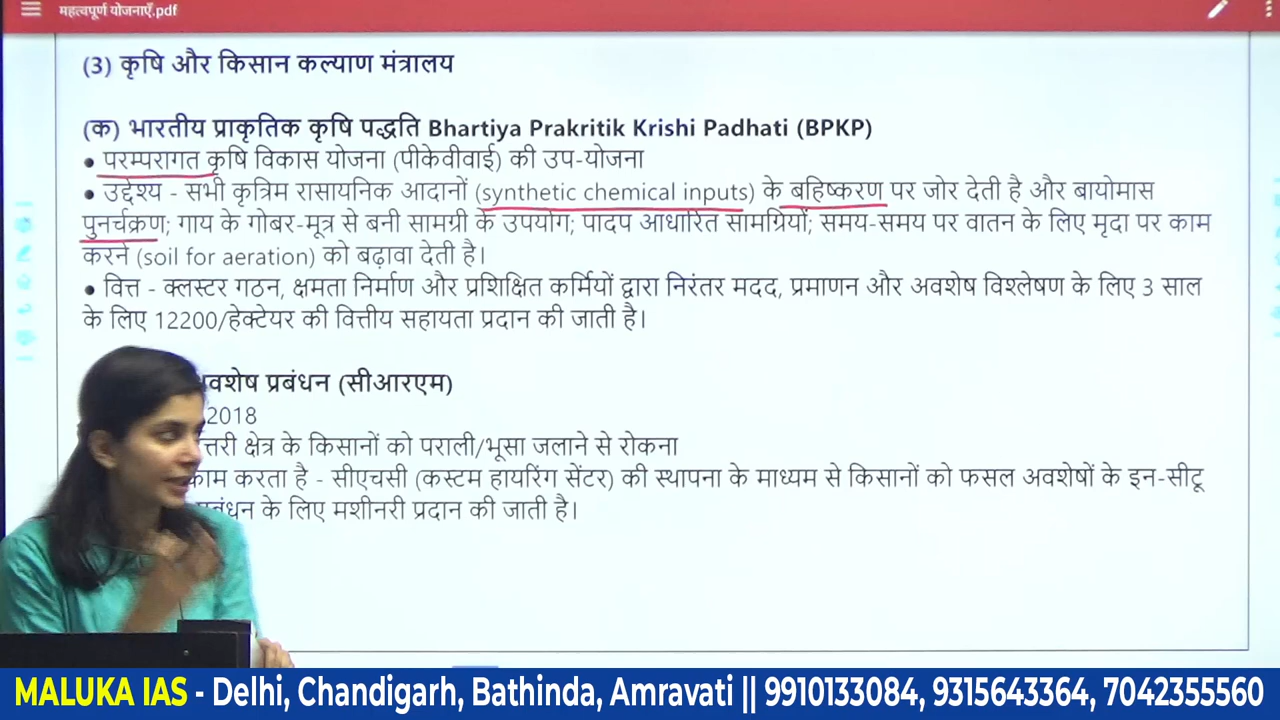 महत्वपूर्ण योजनाएँ.pdf
(3) कृषि और किसान कल्याण मंत्रालय
(क) भारतीय प्राकृतिक कृषि पद्धति Bhartiya Prakritik Krishi Padhati (BPKP)
• परम्परागत कृषि विकास योजना (पीकेवीवाई) की उप-योजना
• उद्देश्य - सभी कृत्रिम रासायनिक आदानों (synthetic chemical inputs) के बहिष्करण पर जोर देती है और बायोमास
पुनर्चक्रण; गाय के गोबर-मूत्र से बनी सामग्री के उपयोग; पादप आधारित सामग्रियों; समय-समय पर वातन के लिए मृदा पर काम
करने (soil for aeration) को बढ़ावा देती है।
• वित्त - क्लस्टर गठन, क्षमता निर्माण और प्रशिक्षित कर्मियों द्वारा निरंतर मदद, प्रमाणन और अवशेष विश्लेषण के लिए 3 साल
के लिए 12200/हेक्टेयर की वित्तीय सहायता प्रदान की जाती है।
प्रबंधन (सीआरएम)
2018
क्षेत्र के किसानों को पराली/भूसा जलाने से रोकना
करता है - सीएचसी (कस्टम हायरिंग सेंटर) की स्थापना के माध्यम से किसानों को फसल अवशेषों के इन-सीटू
के लिए मशीनरी प्रदान की जाती है।
MALUKA IAS - Delhi, Chandigarh, Bathinda, Amravati || 9910133084, 9315643364, 7042355560